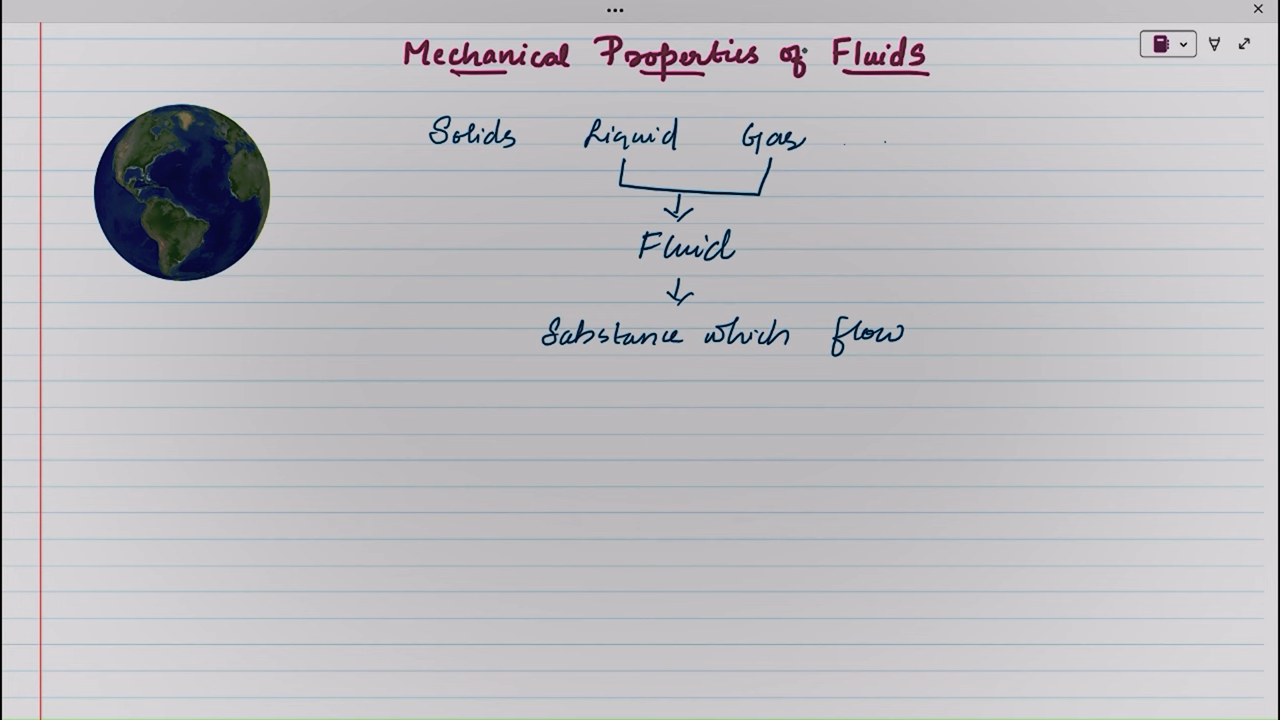 Mechanical Properties of Fluids
Solids Liquid Gas
Fluid
Substance which flow